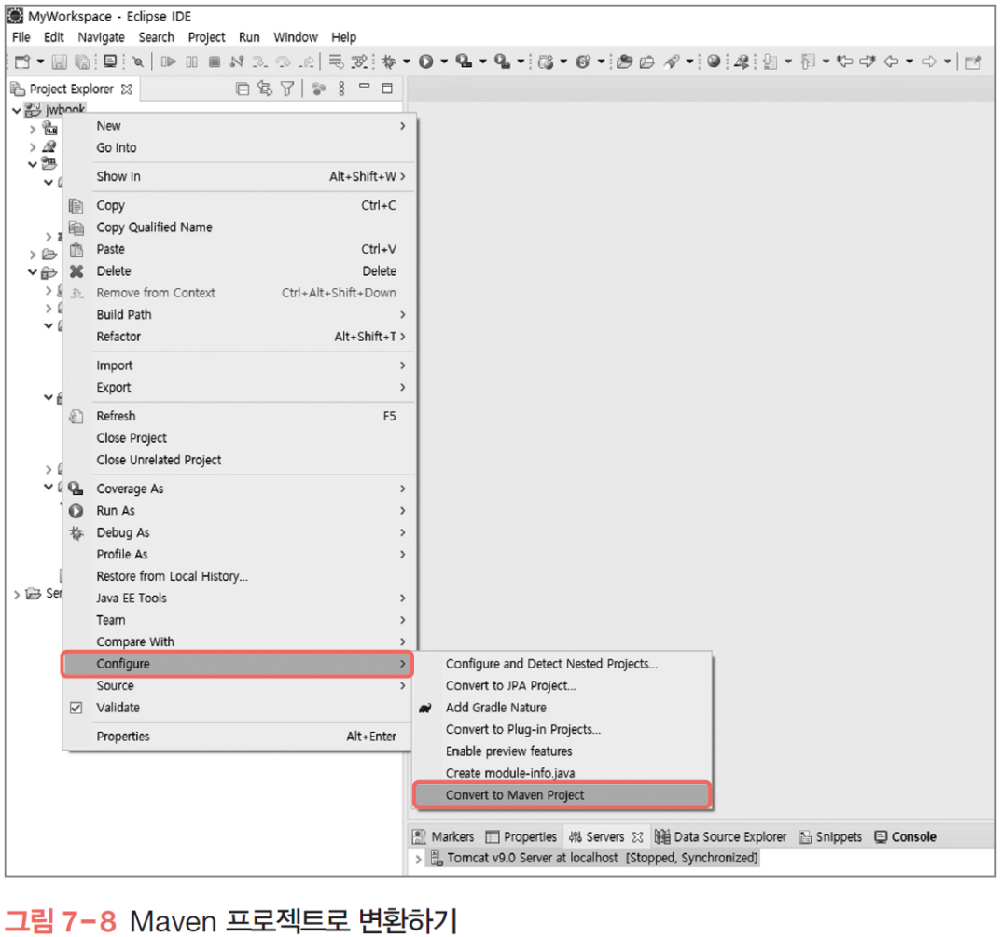 MyWorkspace - Eclipse IDE
File Edit Navigate Search Project Run Window Help
Project Explorer
jwbook
New
Go Into
Show In Alt+Shift+W
Copy Ctrl+C
Copy Qualified Name
Paste Ctrl+V
Delete Delete
Remove from Context Ctrl+Alt+Shift+Down
Build Path
Refactor Alt+Shift+T
Import
Export
Refresh F5
Close Project
Close Unrelated Project
Coverage As
Run As
Debug As
Profile As
Restore from Local History...
Ser
Java EE Tools
Team
Compare With
Configure
Source
Validate
Properties Alt+Enter
Configure and Detect Nested Projects...
Convert to JPA Project...
Add Gradle Nature
Convert to Plug-in Projects...
Enable preview features
Create module-info.java
Convert to Maven Project
Markers Properties Servers Data Source Explorer Snippets Console
Tomcat v9.0 Server at localhost [Stopped, Synchronized]
그림 7-8 Maven 프로젝트로 변환하기